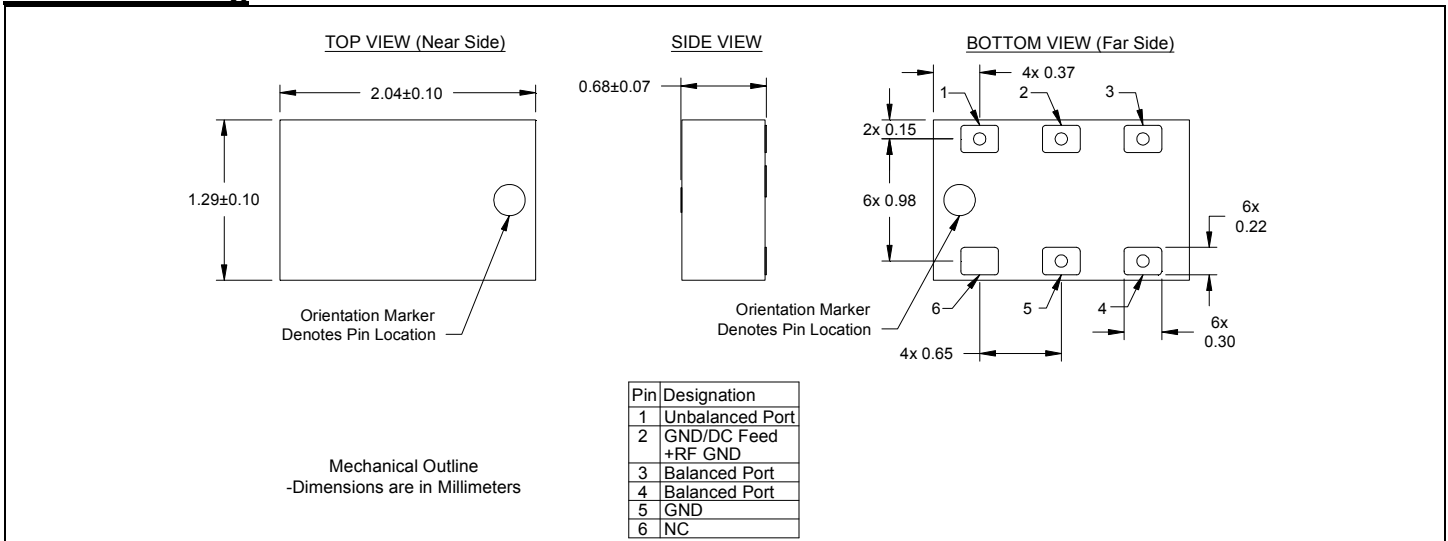 TOP VIEW (Near Side)
SIDE VIEW
BOTTOM VIEW (Far Side)
2.04±0.10
1.29±0.10
Orientation Marker
Denotes Pin Location
0.68±0.07
4x 0.37
1
2
3
2x 0.15
6x 0.98
6x
0.22
Orientation Marker
Denotes Pin Location
6
5
4
6x
0.30
4x 0.65
Mechanical Outline
-Dimensions are in Millimeters
Pin Designation
1 Unbalanced Port
2 GND/DC Feed
+RF GND
3 Balanced Port
4 Balanced Port
5 GND
6 NC